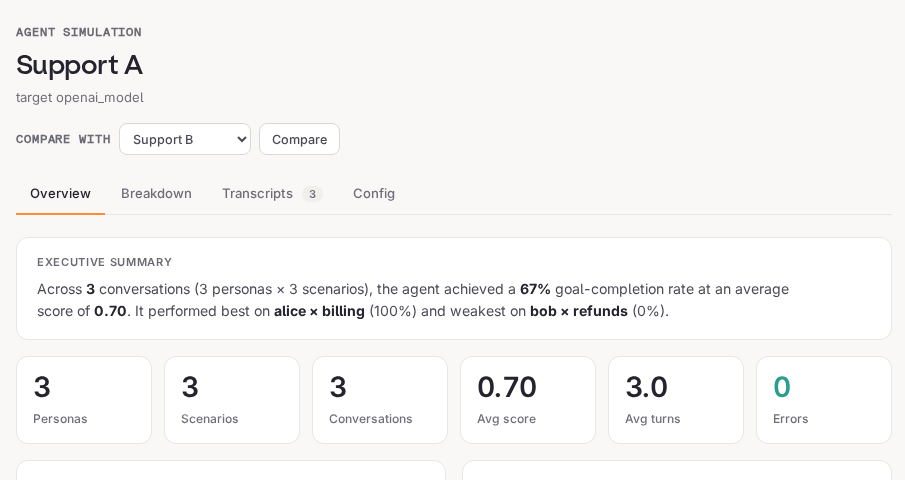 AGENT SIMULATION
Support A
target openai_model
COMPARE WITH Support B Compare
Overview Breakdown Transcripts 3 Config
EXECUTIVE SUMMARY
Across 3 conversations (3 personas × 3 scenarios), the agent achieved a 67% goal-completion rate at an average
score of 0.70. It performed best on alice × billing (100%) and weakest on bob × refunds (0%).
3 3 3 0.70 3.0 0
Personas Scenarios Conversations Avg score Avg turns Errors